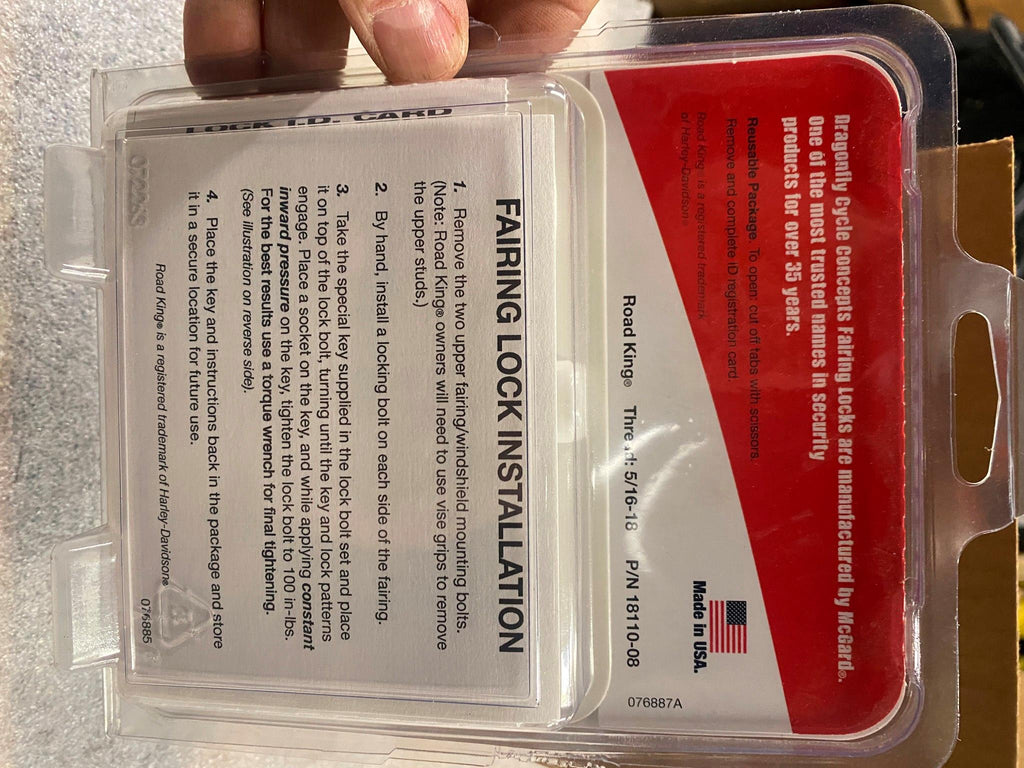 Dragonfly Cycle Concepts Fairing Locks are manufactured by McGard®.
one of the most trusted names in security
products for over 35 years.
Reusable Package. To open: cut off tabs with scissors.
Remove and complete ID registration card.
Road King® is a registered trademark
of Harley-Davidson®
Made in USA.
Road King® Thread: 5/16-18 P/N 18110-08
076887A
LOCK I.D. CARD
FAIRING LOCK INSTALLATION
1. Remove the two upper fairing/windshield mounting bolts.
(Note: Road King® owners will need to use vise grips to remove
the upper studs.)
2. By hand, install a locking bolt on each side of the fairing.
3. Take the special key supplied in the lock bolt set and place
it on top of the lock bolt, turning until the key and lock patterns
engage. Place a socket on the key, and while applying constant
inward pressure on the key, tighten the lock bolt to 100 in-lbs.
For the best results use a torque wrench for final tightening.
(See illustration on reverse side).
4. Place the key and instructions back in the package and store
it in a secure location for future use.
Road King® is a registered trademark of Harley-Davidson®
076885